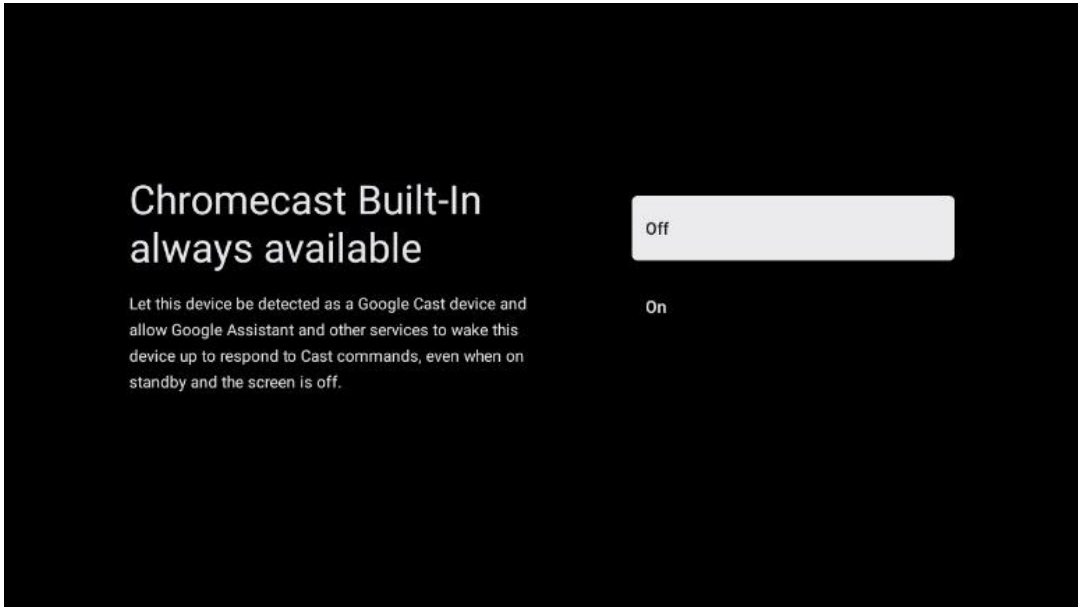 Chromecast Built-In
always available
Let this device be detected as a Google Cast device and
allow Google Assistant and other services to wake this
device up to respond to Cast commands, even when on
standby and the screen is off.
Off
On